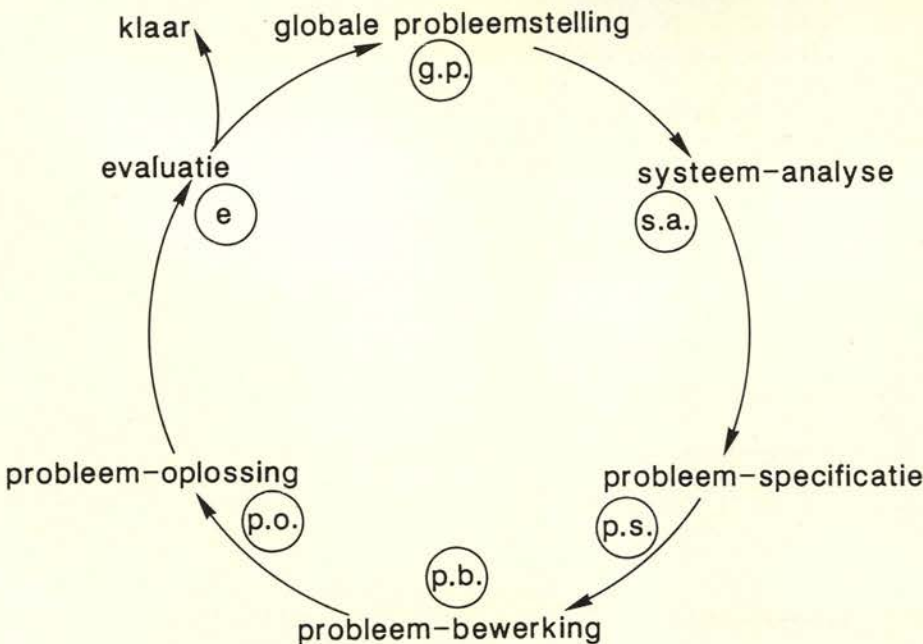 klaar
globale probleemstelling
g.p.
evaluatie
e
systeem-analyse
s.a.
probleem-oplossing
p.o.
probleem-specificatie
p.s.
p.b.
probleem-bewerking